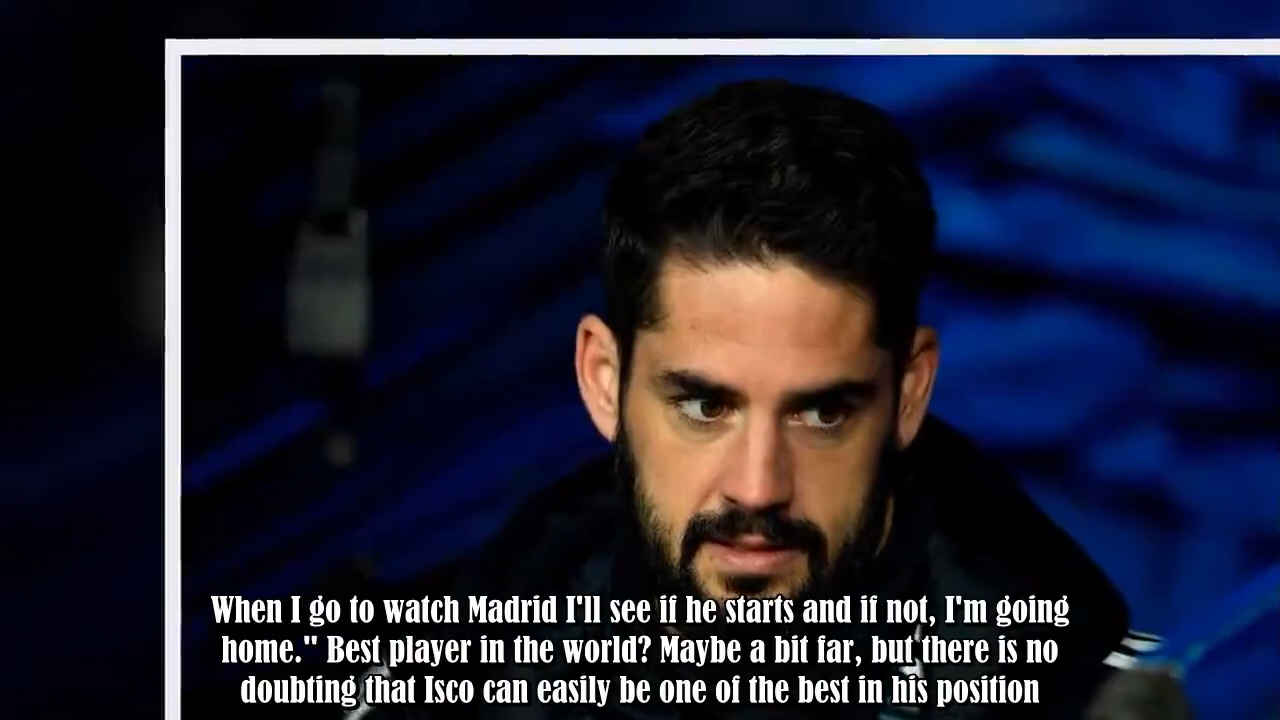 When I go to watch Madrid I'll see if he starts and if not, I'm going
home." Best player in the world? Maybe a bit far, but there is no
doubting that Isco can easily be one of the best in his position